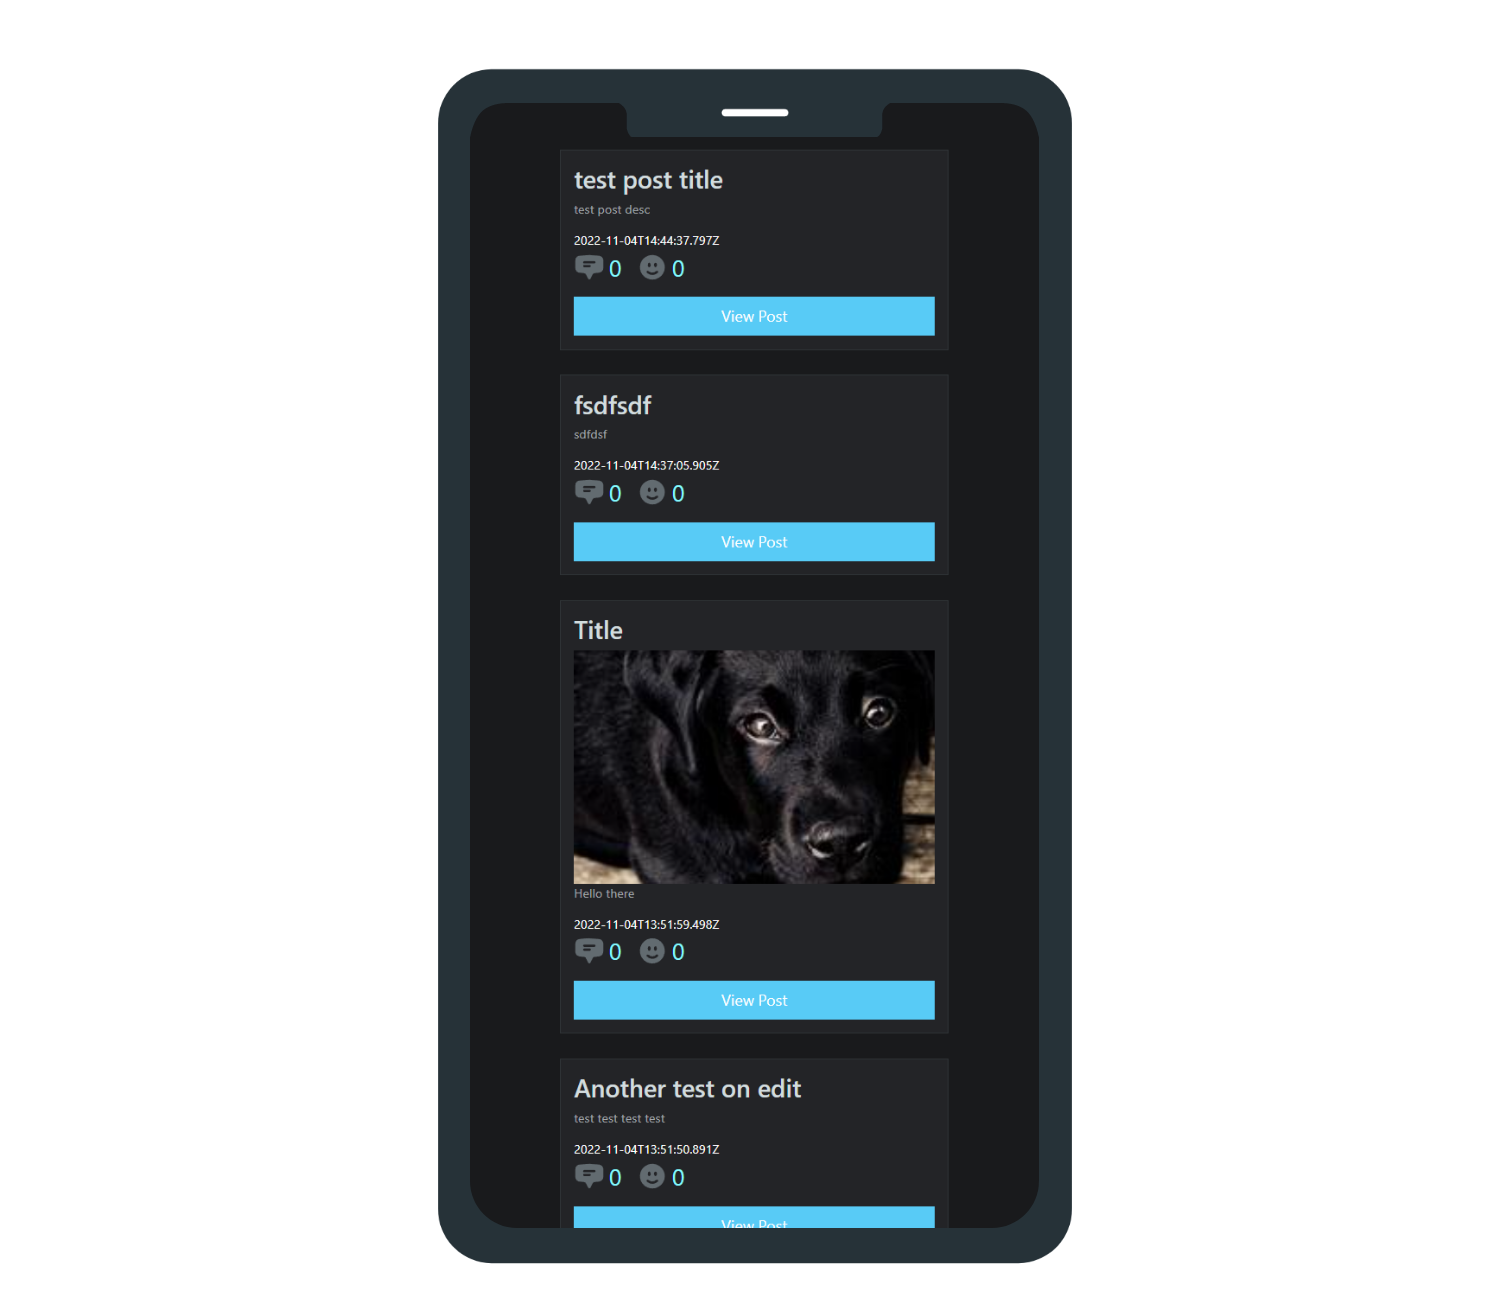 test post title
test post desc
2022-11-04T14:44:37.797Z
0 0
View Post
fsdfsdf
sdfdsf
2022-11-04T14:37:05.905Z
0 0
View Post
Title
Hello there
2022-11-04T13:51:59.498Z
0 0
View Post
Another test on edit
test test test test
2022-11-04T13:51:50.891Z
0 0
View Post